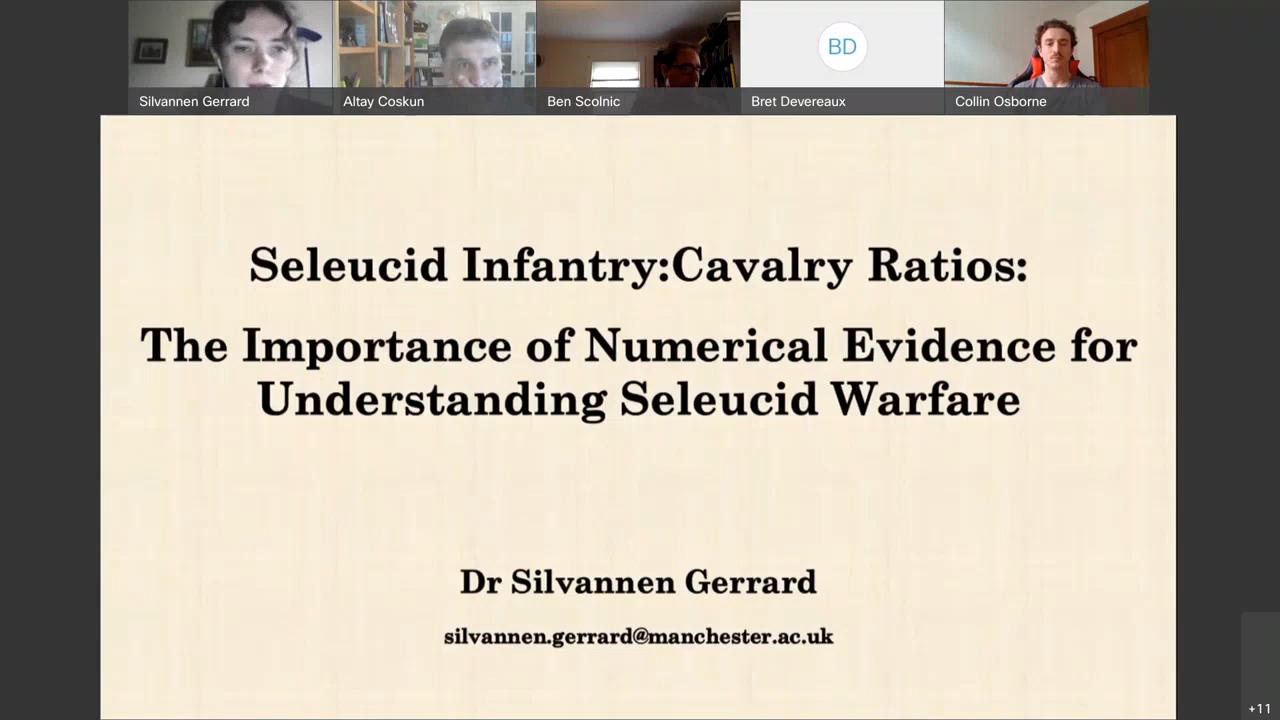 BD
Silvannen Gerrard
Altay Coskun
Ben Scolnic
Bret Devereaux
Collin Osborne
Seleucid Infantry:Cavalry Ratios:
The Importance of Numerical Evidence for
Understanding Seleucid Warfare
Dr Silvannen Gerrard
silvannen.gerrard@manchester.ac.uk
+11